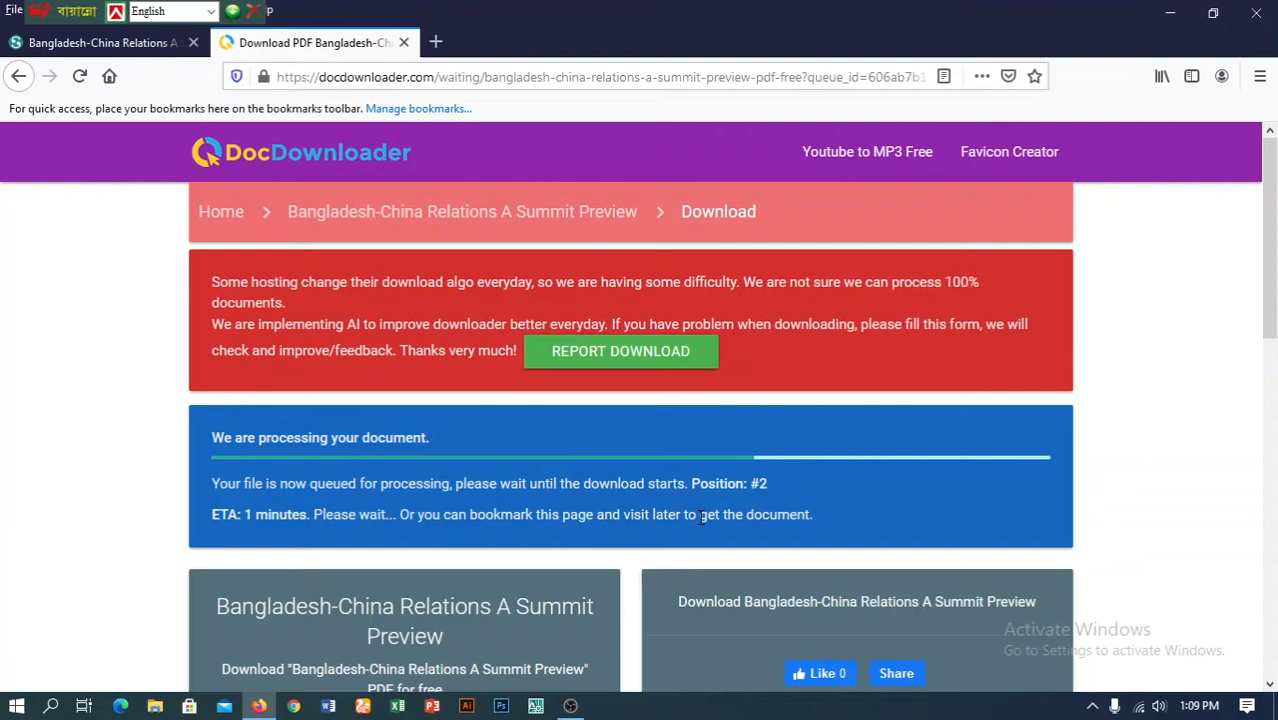 File
বায়ান্নো
English
p
Bangladesh-China Relations A
Download PDF Bangladesh-Ch
https://docdownloader.com/waiting/bangladesh-china-relations-a-summit-preview-pdf-free?queue_id=606ab7b1
For quick access, place your bookmarks here on the bookmarks toolbar. Manage bookmarks...
DocDownloader
Youtube to MP3 Free
Favicon Creator
Home > Bangladesh-China Relations A Summit Preview > Download
Some hosting change their download algo everyday, so we are having some difficulty. We are not sure we can process 100%
documents.
We are implementing AI to improve downloader better everyday. If you have problem when downloading, please fill this form, we will
check and improve/feedback. Thanks very much! REPORT DOWNLOAD
We are processing your document.
Your file is now queued for processing, please wait until the download starts. Position: #2
ETA: 1 minutes. Please wait... Or you can bookmark this page and visit later to get the document.
Bangladesh-China Relations A Summit
Preview
Download "Bangladesh-China Relations A Summit Preview"
PDF for free
Download Bangladesh-China Relations A Summit Preview
Like 0
Share
Activate Windows
Go to Settings to activate Windows.
1:09 PM